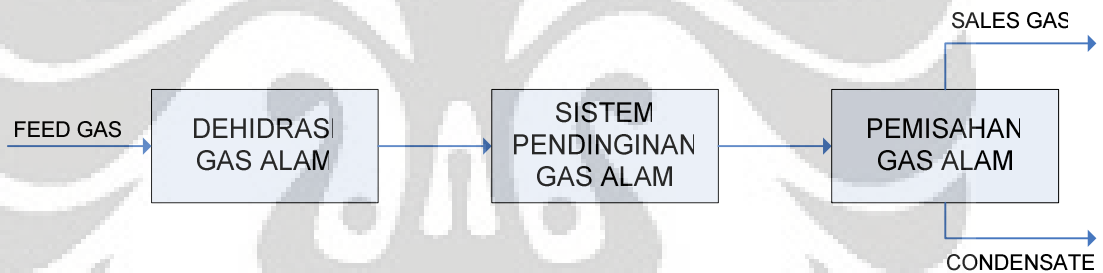 SALES GAS
FEED GAS
DEHIDRASI
GAS ALAM
SISTEM
PENDINGINAN
GAS ALAM
PEMISAHAN
GAS ALAM
CONDENSATE